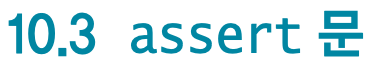 10.3 assert 문